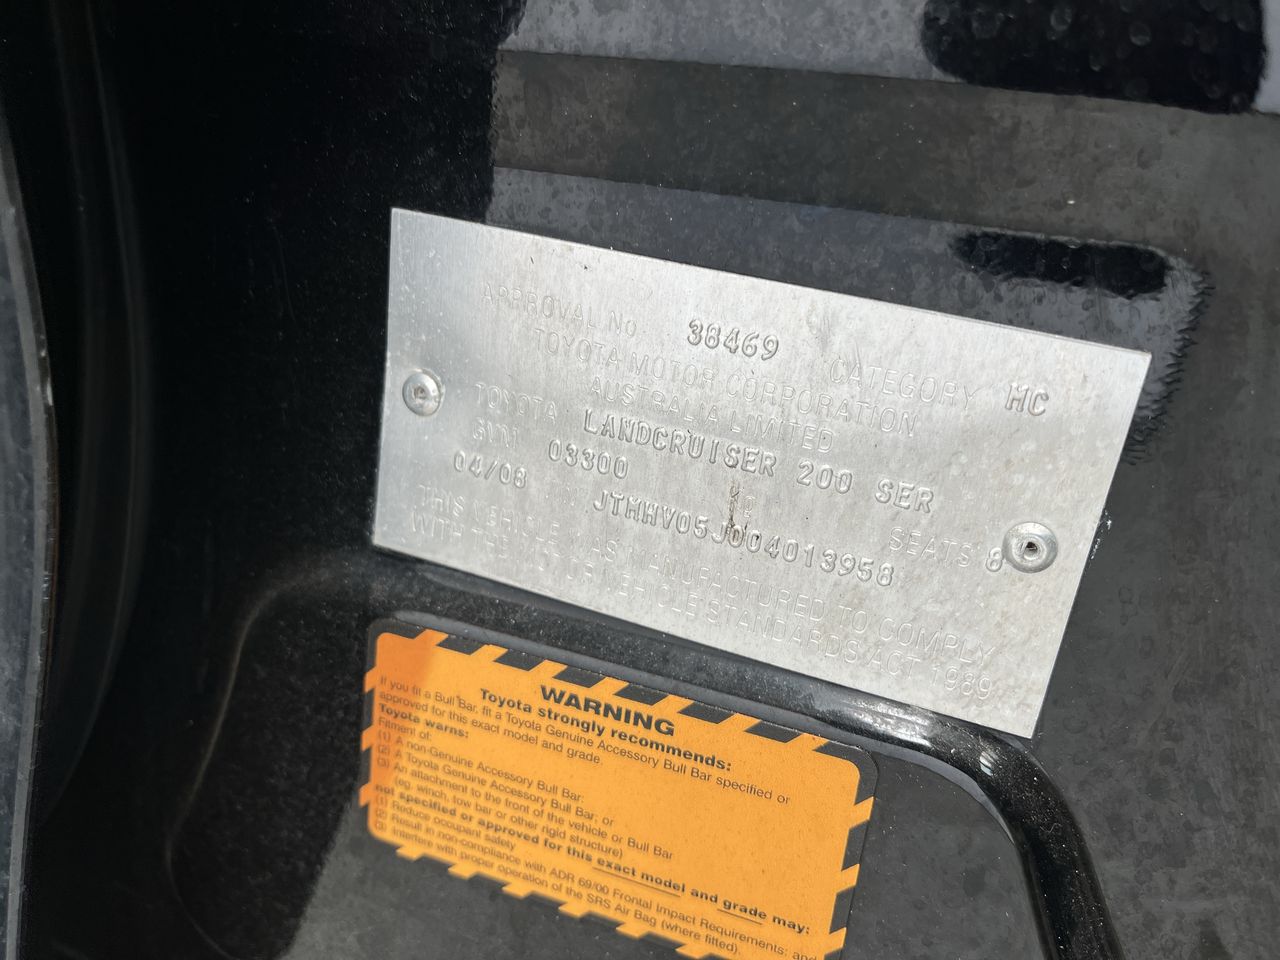 APPROVAL No. 38469 CATEGORY MC
TOYOTA MOTOR CORPORATION
AUSTRALIA LIMITED
TOYOTA LANDCRUISER 200 SER
GVM 03300 KG SEATS 8
04/08 JTMHV05J004013958
THIS VEHICLE WAS MANUFACTURED TO COMPLY
WITH THE MOTOR VEHICLE STANDARDS ACT 1989
WARNING
Toyota strongly recommends:
If you fit a Bull Bar, fit a Toyota Genuine Accessory Bull Bar specified or
approved for this exact model and grade.
Toyota warns:
Fitment of:
(1) A non-Genuine Accessory Bull Bar;
(2) A Toyota Genuine Accessory Bull Bar; or
(3) An attachment to the front of the vehicle or Bull Bar
(eg. winch, tow bar or other rigid structure)
not specified or approved for this exact model and grade may:
(1) Reduce occupant safety
(2) Result in non-compliance with ADR 69/00 Frontal Impact Requirements; and
(3) Interfere with proper operation of the SRS Air Bag (where fitted).